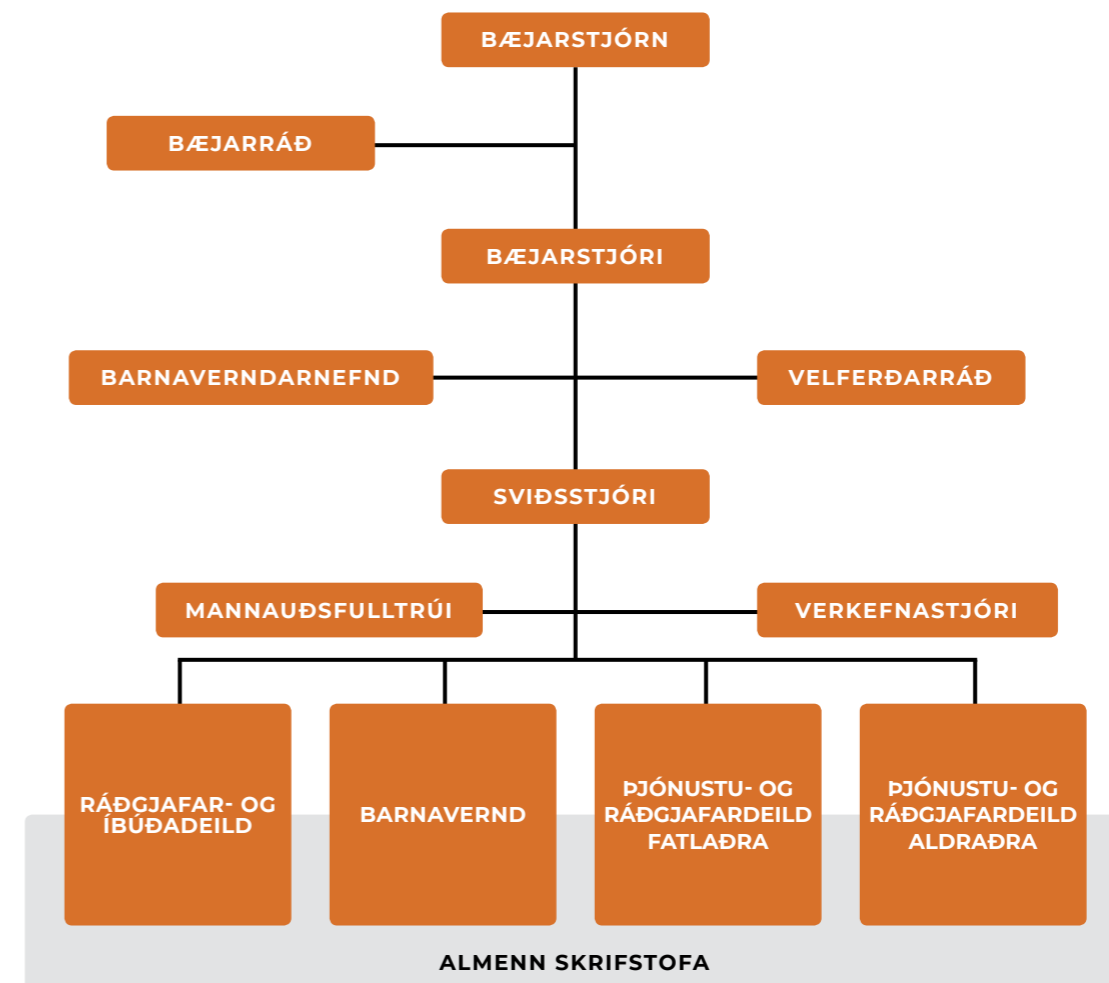 BÆJARSTJÓRN
BÆJARRÁÐ
BÆJARSTJÓRI
BARNAVERNDARNEFND
VELFERÐARRÁÐ
SVIÐSSTJÓRI
MANNAUÐSFULLTRÚI
VERKEFNASTJÓRI
RÁÐGJAFAR- OG
ÍBÚÐADEILD
BARNAVERND
ÞJÓNUSTU- OG
RÁÐGJAFARDEILD
FATLAÐRA
ÞJÓNUSTU- OG
RÁÐGJAFARDEILD
ALDRAÐRA
ALMENN SKRIFSTOFA